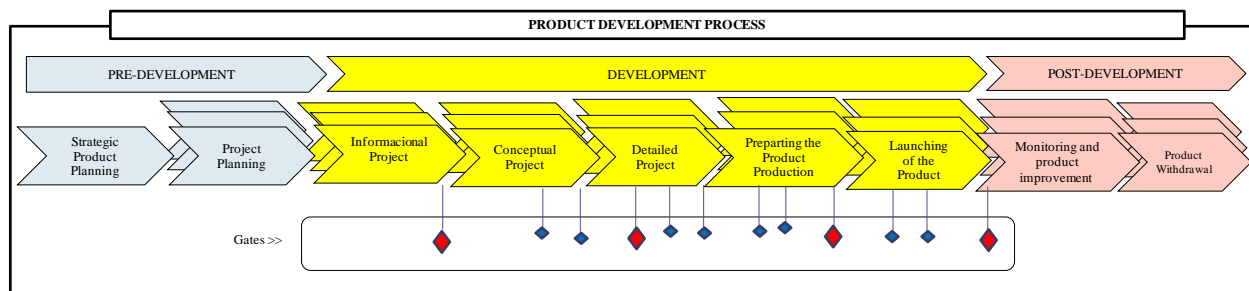 PRODUCT DEVELOPMENT PROCESS
PRE-DEVELOPMENT
DEVELOPMENT
POST-DEVELOPMENT
Strategic
Product
Planning
Project
Planning
Informacional
Project
Conceptual
Project
Detailed
Project
Preparting the
Product
Production
Launching
of the
Product
Monitoring and
product
improvement
Product
Withdrawal
Gates >>